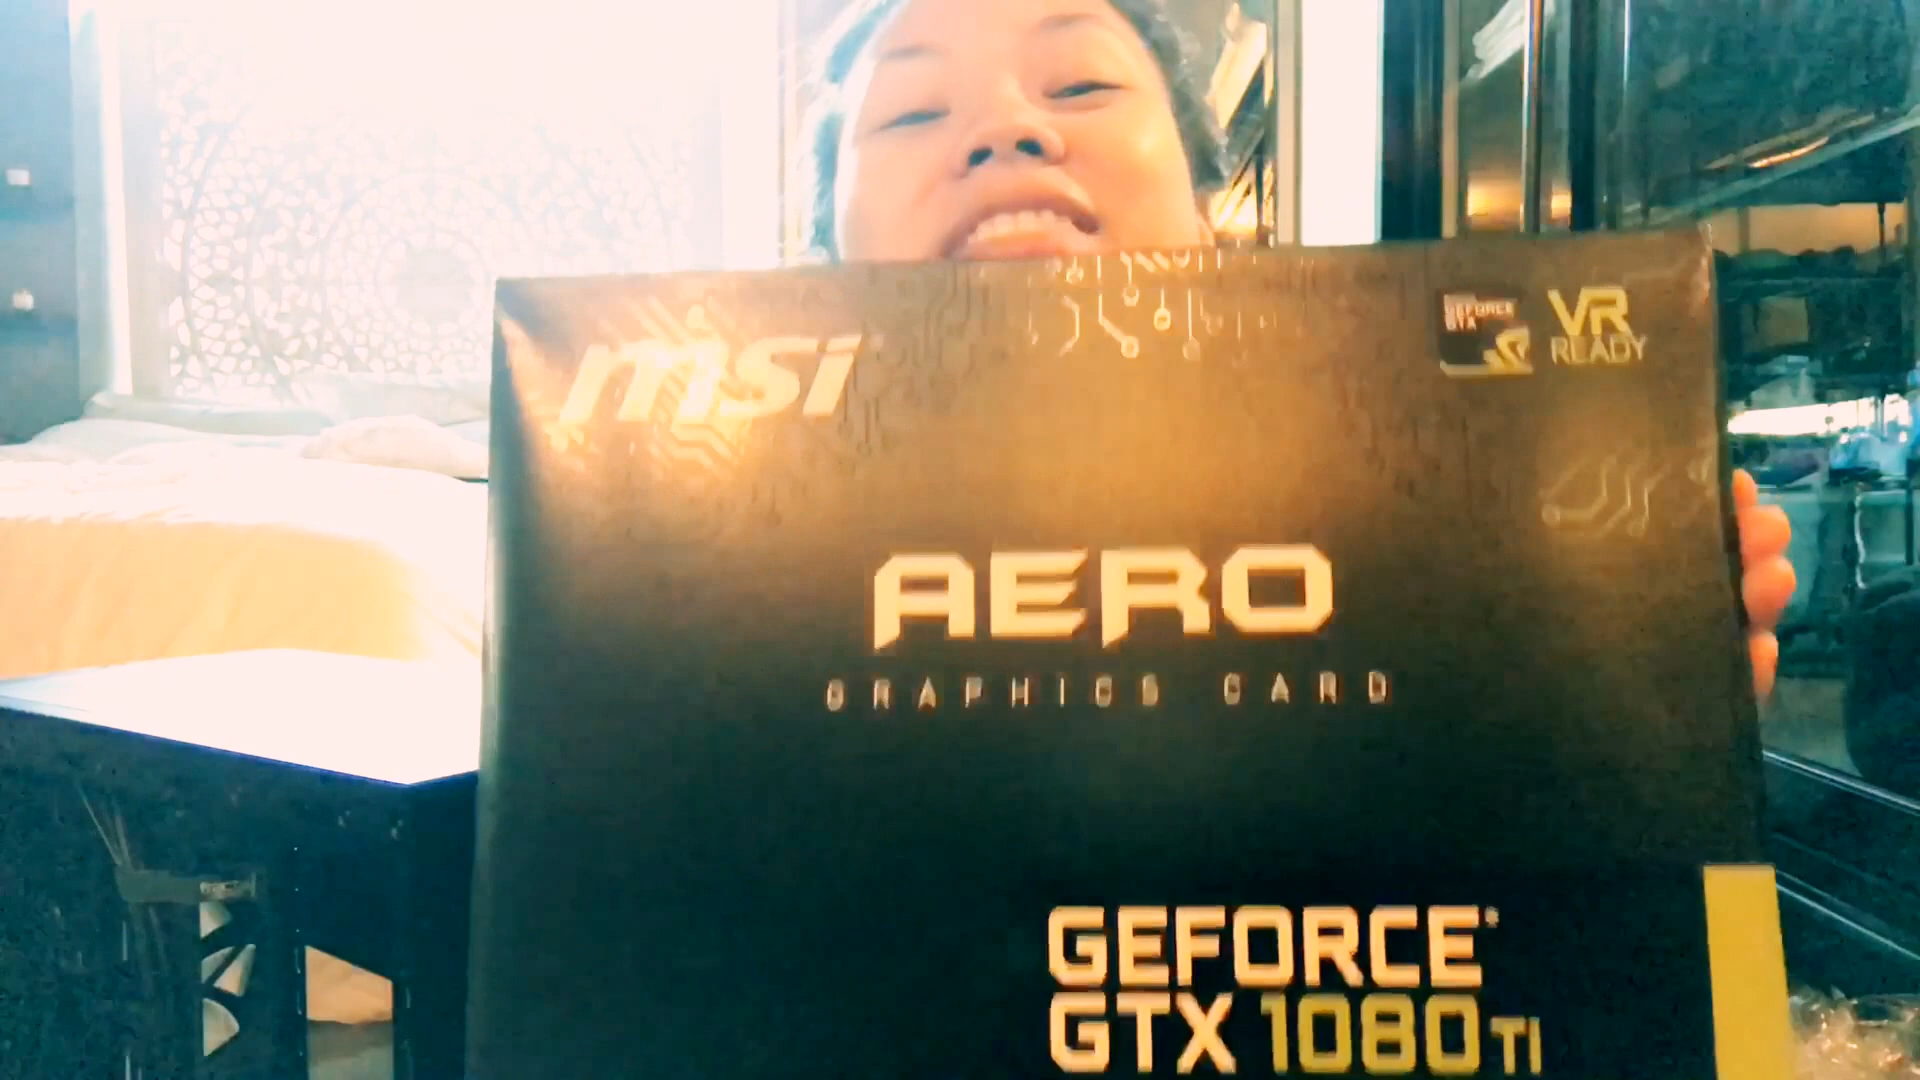 msi
GEFORCE
GTX
VR
READY
AERO
GRAPHICS CARD
GEFORCE®
GTX 1080 TI